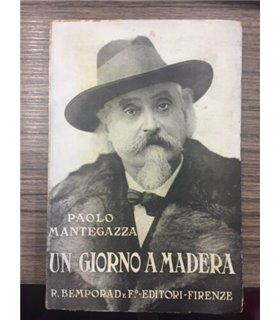 PAOLO
MANTEGAZZA
UN GIORNO A MADERA
R. BEMPORAD E F.º - EDITORI - FIRENZE